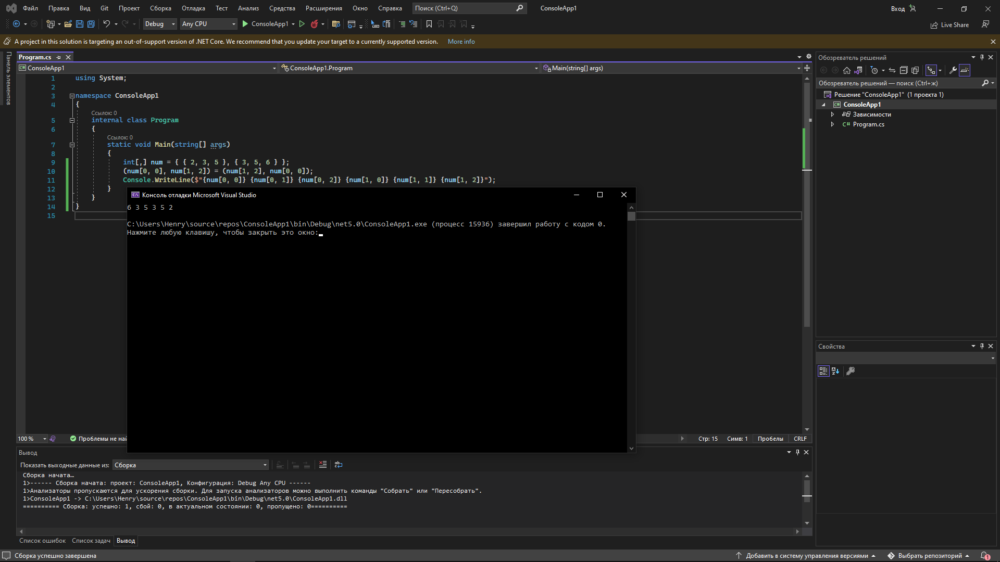 Файл Правка Вид Git Проект Сборка Отладка Тест Анализ Средства Расширения Окно Справка Поиск (Ctrl+Q) ConsoleApp1 Вход
Debug Any CPU ConsoleApp1 Live Share
A project in this solution is targeting an out-of-support version of .NET Core. We recommend that you update your target to a currently supported version. More info
Панель элементов
Program.cs
ConsoleApp1 ConsoleApp1.Program Main(string[] args)
1 using System;
2
3 namespace ConsoleApp1
4 {
Ссылок: 0
5 internal class Program
6 {
Ссылок: 0
7 static void Main(string[] args)
8 {
9 int[,] num = { { 2, 3, 5 }, { 3, 5, 6 } };
10 (num[0, 0], num[1, 2]) = (num[1, 2], num[0, 0]);
11 Console.WriteLine($"{num[0, 0]} {num[0, 1]} {num[0, 2]} {num[1, 0]} {num[1, 1]} {num[1, 2]}");
12 }
13 }
14 }
15
Консоль отладки Microsoft Visual Studio
6 3 5 3 5 2
C:\Users\Henry\source\repos\ConsoleApp1\bin\Debug\net5.0\ConsoleApp1.exe (процесс 15936) завершил работу с кодом 0.
Нажмите любую клавишу, чтобы закрыть это окно:
100 % Проблемы не най Стр: 15 Симв: 1 Пробелы CRLF
Вывод
Показать выходные данные из: Сборка
Сборка начата…
1>------ Сборка начата: проект: ConsoleApp1, Конфигурация: Debug Any CPU ------
1>Анализаторы пропускаются для ускорения сборки. Для запуска анализаторов можно выполнить команды "Собрать" или "Пересобрать".
1>ConsoleApp1 -> C:\Users\Henry\source\repos\ConsoleApp1\bin\Debug\net5.0\ConsoleApp1.dll
========== Сборка: успешно: 1, сбой: 0, в актуальном состоянии: 0, пропущено: 0==========
Список ошибок Список задач Вывод
Обозреватель решений
Обозреватель решений — поиск (Ctrl+ж)
Решение "ConsoleApp1" (1 проекта 1)
ConsoleApp1
Зависимости
C# Program.cs
Свойства
Сборка успешно завершена Добавить в систему управления версиями Выбрать репозиторий 1